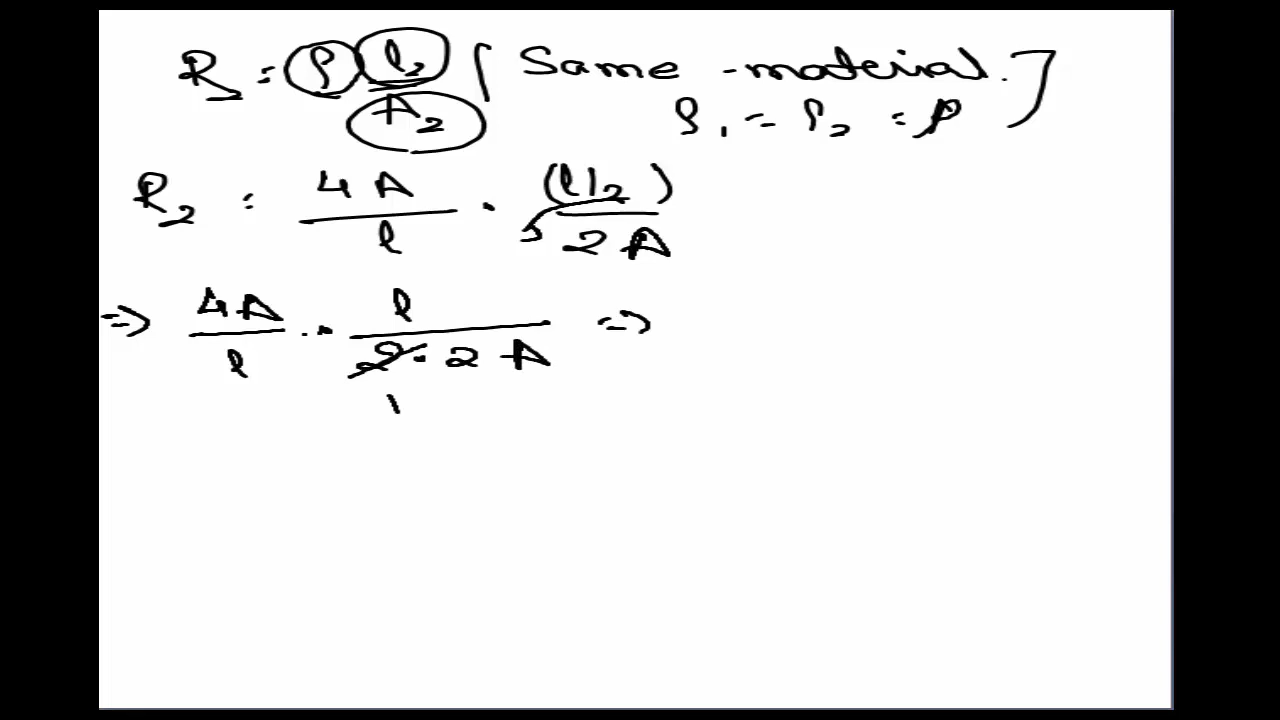 R₂ = ρ l₂/A₂ [ Same material. ]
ρ₁ = ρ₂ = ρ
R₂ = 4A/l · (l/2)/2A
=> 4A/l · l/2·2A =>
1